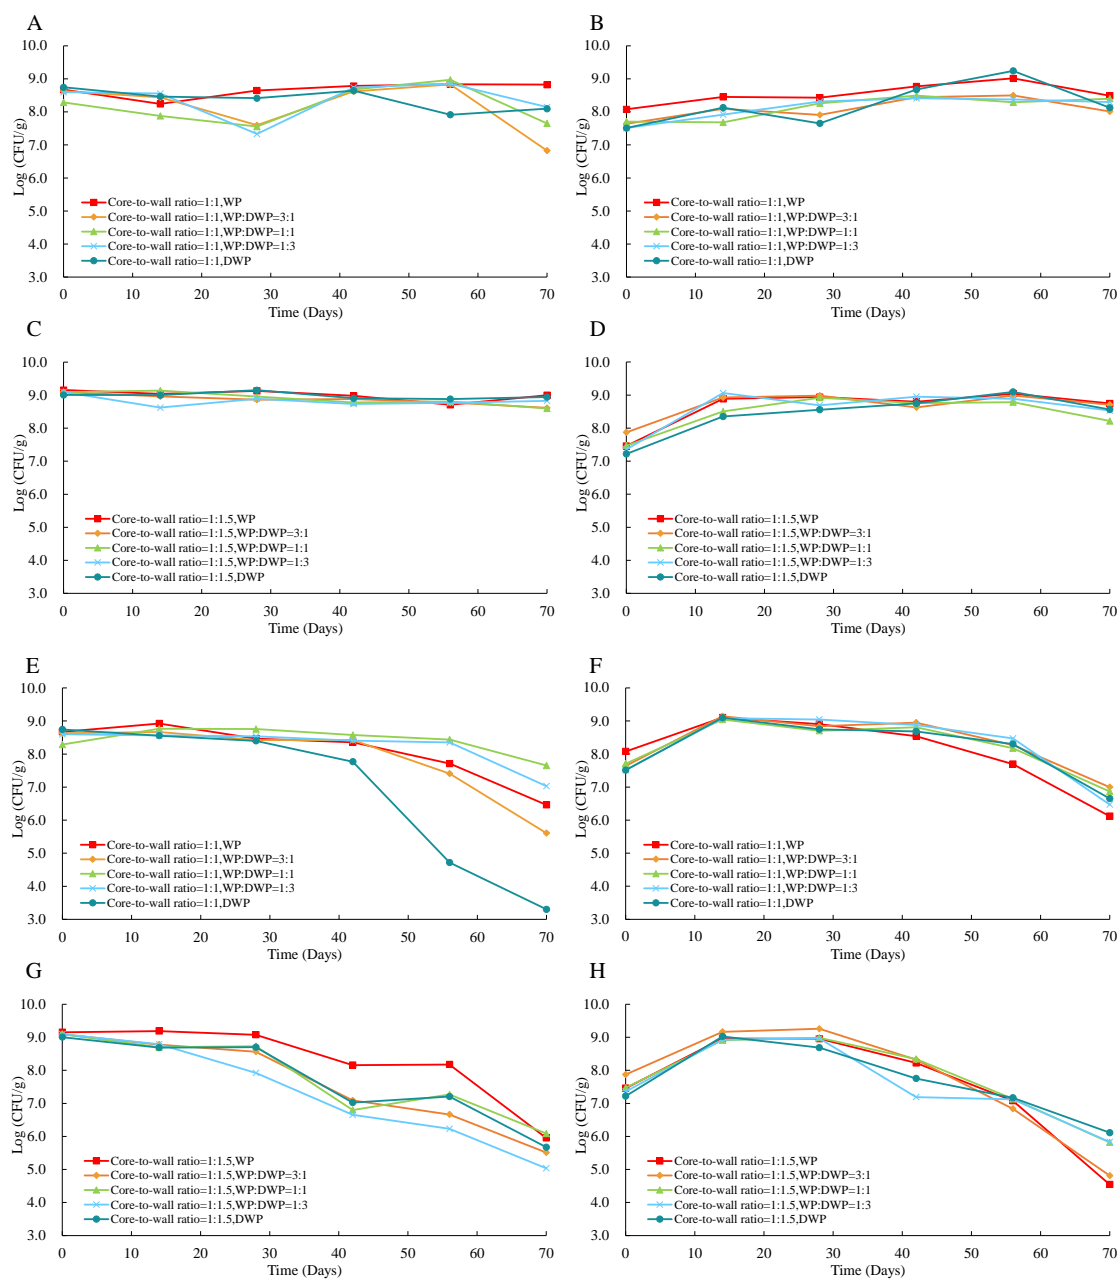 A
10.0
9.0
8.0
7.0
6.0
5.0
4.0
3.0
Log (CFU/g)
Core-to-wall ratio=1:1,WP
Core-to-wall ratio=1:1,WP:DWP=3:1
Core-to-wall ratio=1:1,WP:DWP=1:1
Core-to-wall ratio=1:1,WP:DWP=1:3
Core-to-wall ratio=1:1,DWP
0 10 20 30 40 50 60 70
Time (Days)
B
10.0
9.0
8.0
7.0
6.0
5.0
4.0
3.0
Log (CFU/g)
Core-to-wall ratio=1:1,WP
Core-to-wall ratio=1:1,WP:DWP=3:1
Core-to-wall ratio=1:1,WP:DWP=1:1
Core-to-wall ratio=1:1,WP:DWP=1:3
Core-to-wall ratio=1:1,DWP
0 10 20 30 40 50 60 70
Time (Days)
C
10.0
9.0
8.0
7.0
6.0
5.0
4.0
3.0
Log (CFU/g)
Core-to-wall ratio=1:1.5,WP
Core-to-wall ratio=1:1.5,WP:DWP=3:1
Core-to-wall ratio=1:1.5,WP:DWP=1:1
Core-to-wall ratio=1:1.5,WP:DWP=1:3
Core-to-wall ratio=1:1.5,DWP
0 10 20 30 40 50 60 70
Time (Days)
D
10.0
9.0
8.0
7.0
6.0
5.0
4.0
3.0
Log (CFU/g)
Core-to-wall ratio=1:1.5,WP
Core-to-wall ratio=1:1.5,WP:DWP=3:1
Core-to-wall ratio=1:1.5,WP:DWP=1:1
Core-to-wall ratio=1:1.5,WP:DWP=1:3
Core-to-wall ratio=1:1.5,DWP
0 10 20 30 40 50 60 70
Time (Days)
E
10.0
9.0
8.0
7.0
6.0
5.0
4.0
3.0
Log (CFU/g)
Core-to-wall ratio=1:1,WP
Core-to-wall ratio=1:1,WP:DWP=3:1
Core-to-wall ratio=1:1,WP:DWP=1:1
Core-to-wall ratio=1:1,WP:DWP=1:3
Core-to-wall ratio=1:1,DWP
0 10 20 30 40 50 60 70
Time (Days)
F
10.0
9.0
8.0
7.0
6.0
5.0
4.0
3.0
Log (CFU/g)
Core-to-wall ratio=1:1,WP
Core-to-wall ratio=1:1,WP:DWP=3:1
Core-to-wall ratio=1:1,WP:DWP=1:1
Core-to-wall ratio=1:1,WP:DWP=1:3
Core-to-wall ratio=1:1,DWP
0 10 20 30 40 50 60 70
Time (Days)
G
10.0
9.0
8.0
7.0
6.0
5.0
4.0
3.0
Log (CFU/g)
Core-to-wall ratio=1:1.5,WP
Core-to-wall ratio=1:1.5,WP:DWP=3:1
Core-to-wall ratio=1:1.5,WP:DWP=1:1
Core-to-wall ratio=1:1.5,WP:DWP=1:3
Core-to-wall ratio=1:1.5,DWP
0 10 20 30 40 50 60 70
Time (Days)
H
10.0
9.0
8.0
7.0
6.0
5.0
4.0
3.0
Log (CFU/g)
Core-to-wall ratio=1:1.5,WP
Core-to-wall ratio=1:1.5,WP:DWP=3:1
Core-to-wall ratio=1:1.5,WP:DWP=1:1
Core-to-wall ratio=1:1.5,WP:DWP=1:3
Core-to-wall ratio=1:1.5,DWP
0 10 20 30 40 50 60 70
Time (Days)